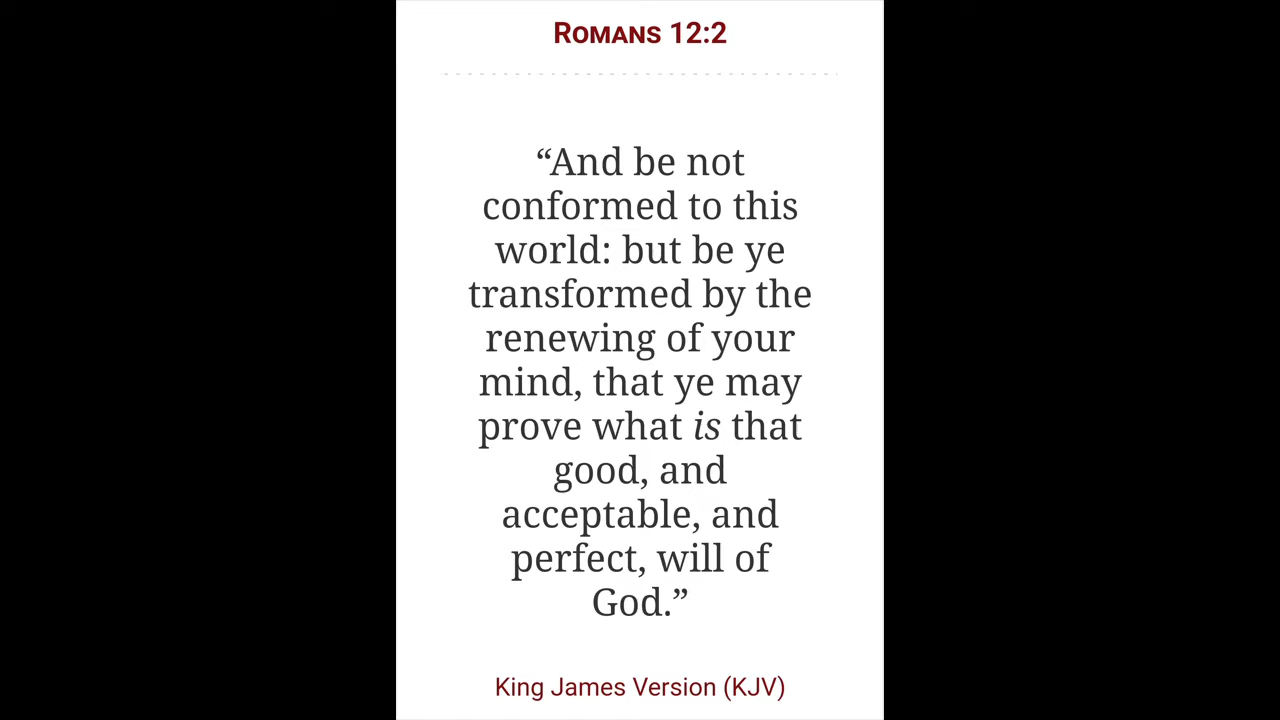 Romans 12:2
“And be not
conformed to this
world: but be ye
transformed by the
renewing of your
mind, that ye may
prove what is that
good, and
acceptable, and
perfect, will of
God.”
King James Version (KJV)